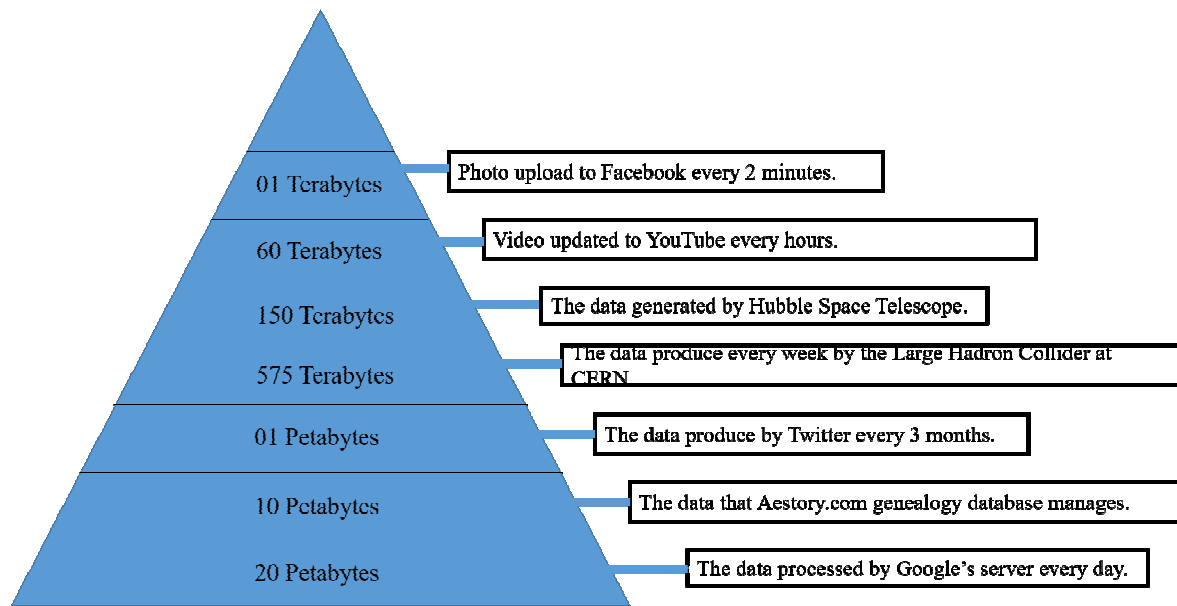 01 Terabytes
Photo upload to Facebook every 2 minutes.
60 Terabytes
Video updated to YouTube every hours.
150 Terabytes
The data generated by Hubble Space Telescope.
575 Terabytes
The data produce every week by the Large Hadron Collider at
CERN
01 Petabytes
The data produce by Twitter every 3 months.
10 Petabytes
The data that Aestory.com genealogy database manages.
20 Petabytes
The data processed by Google's server every day.